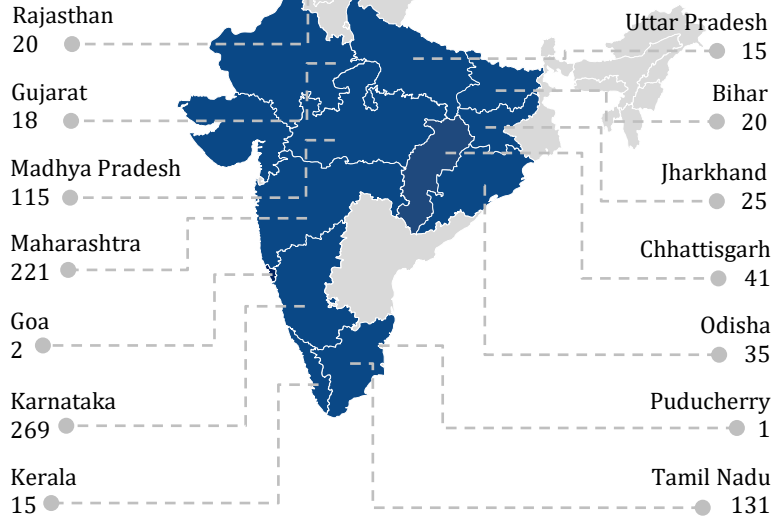 Rajasthan
20
Gujarat
18
Madhya Pradesh
115
Maharashtra
221
Goa
2
Karnataka
269
Kerala
15
Uttar Pradesh
15
Bihar
20
Jharkhand
25
Chhattisgarh
41
Odisha
35
Puducherry
1
Tamil Nadu
131